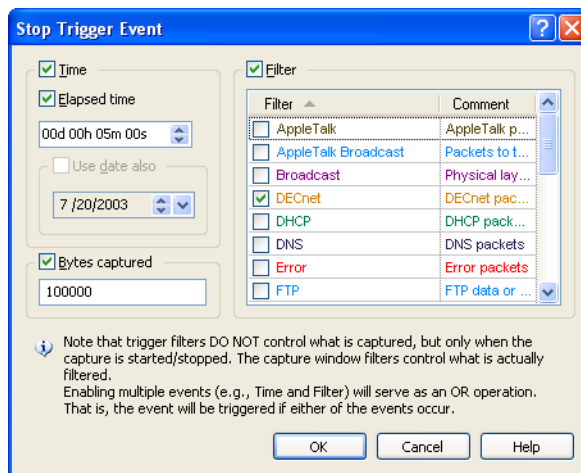 Stop Trigger Event
Time
Elapsed time
00d 00h 05m 00s
Use date also
7 /20/2003
Bytes captured
100000
Filter
Filter Comment
AppleTalk AppleTalk p...
AppleTalk Broadcast Packets to t...
Broadcast Physical lay...
DECnet DECnet pac...
DHCP DHCP pack...
DNS DNS packets
Error Error packets
FTP FTP data or ...
Note that trigger filters DO NOT control what is captured, but only when the
capture is started/stopped. The capture window filters control what is actually
filtered.
Enabling multiple events (e.g., Time and Filter) will serve as an OR operation.
That is, the event will be triggered if either of the events occur.
OK Cancel Help